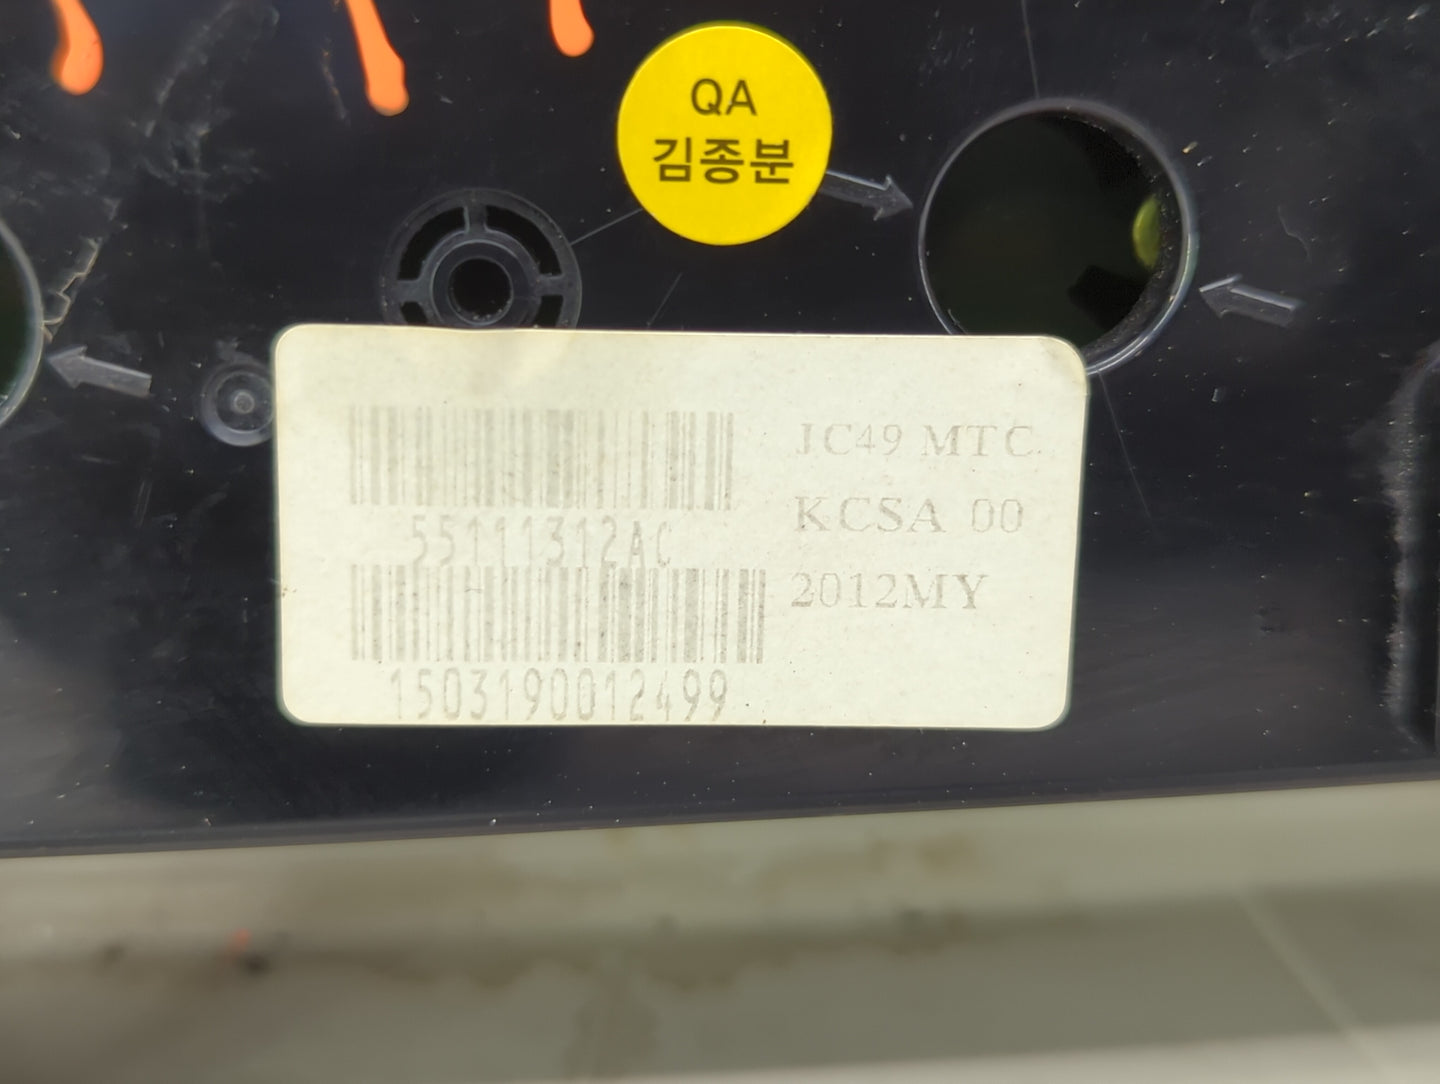 QA
김종분
JC49 MTC
55111312AC
KCSA 00
2012MY
1503190012499